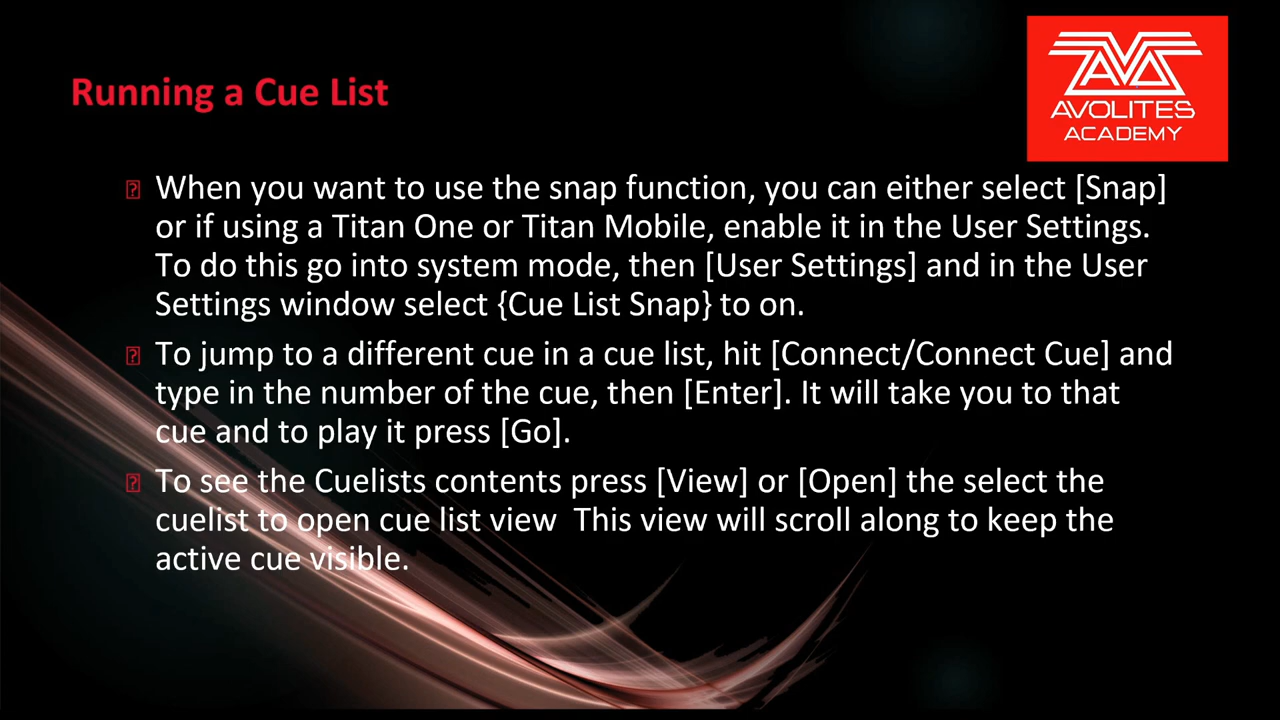 Running a Cue List
AVOLITES
ACADEMY
When you want to use the snap function, you can either select [Snap]
or if using a Titan One or Titan Mobile, enable it in the User Settings.
To do this go into system mode, then [User Settings] and in the User
Settings window select {Cue List Snap} to on.
To jump to a different cue in a cue list, hit [Connect/Connect Cue] and
type in the number of the cue, then [Enter]. It will take you to that
cue and to play it press [Go].
To see the Cuelists contents press [View] or [Open] the select the
cuelist to open cue list view  This view will scroll along to keep the
active cue visible.